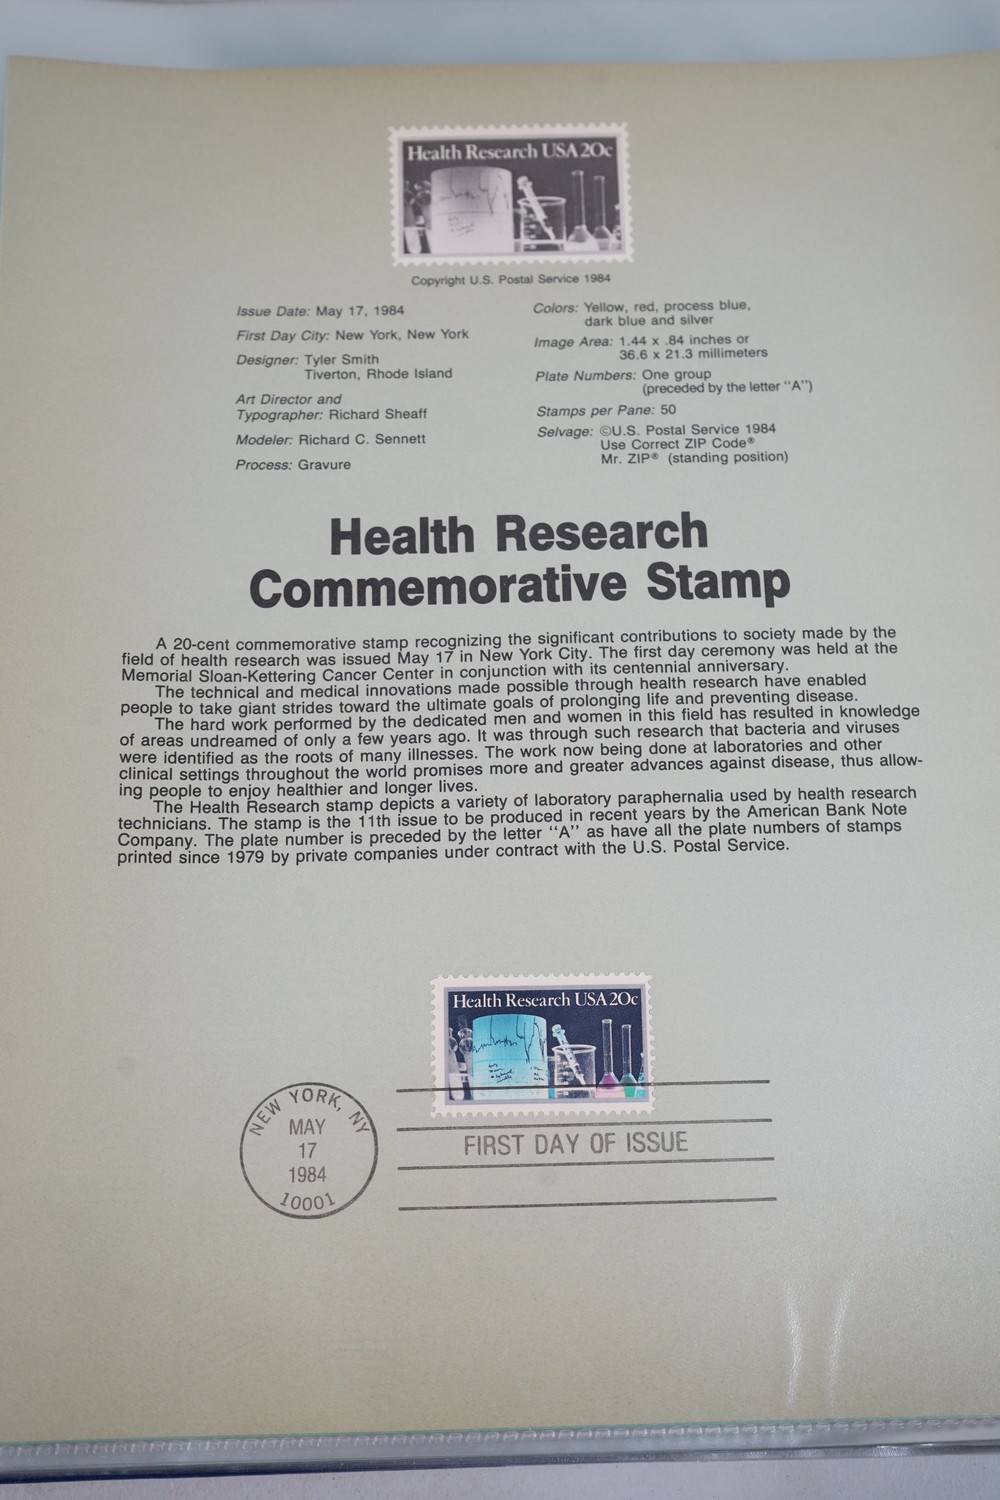 Health Research USA 20c
Copyright U.S. Postal Service 1984
Issue Date: May 17, 1984
First Day City: New York, New York
Designer: Tyler Smith
Tiverton, Rhode Island
Art Director and
Typographer: Richard Sheaff
Modeler: Richard C. Sennett
Process: Gravure
Colors: Yellow, red, process blue,
dark blue and silver
Image Area: 1.44 x .84 inches or
36.6 x 21.3 millimeters
Plate Numbers: One group
(preceded by the letter “A”)
Stamps per Pane: 50
Selvage: ©U.S. Postal Service 1984
Use Correct ZIP Code®
Mr. ZIP® (standing position)
Health Research
Commemorative Stamp
A 20-cent commemorative stamp recognizing the significant contributions to society made by the
field of health research was issued May 17 in New York City. The first day ceremony was held at the
Memorial Sloan-Kettering Cancer Center in conjunction with its centennial anniversary.
The technical and medical innovations made possible through health research have enabled
people to take giant strides toward the ultimate goals of prolonging life and preventing disease.
The hard work performed by the dedicated men and women in this field has resulted in knowledge
of areas undreamed of only a few years ago. It was through such research that bacteria and viruses
were identified as the roots of many illnesses. The work now being done at laboratories and other
clinical settings throughout the world promises more and greater advances against disease, thus allow-
ing people to enjoy healthier and longer lives.
The Health Research stamp depicts a variety of laboratory paraphernalia used by health research
technicians. The stamp is the 11th issue to be produced in recent years by the American Bank Note
Company. The plate number is preceded by the letter “A” as have all the plate numbers of stamps
printed since 1979 by private companies under contract with the U.S. Postal Service.
Health Research USA 20c
NEW YORK, NY
MAY
17
1984
10001
FIRST DAY OF ISSUE